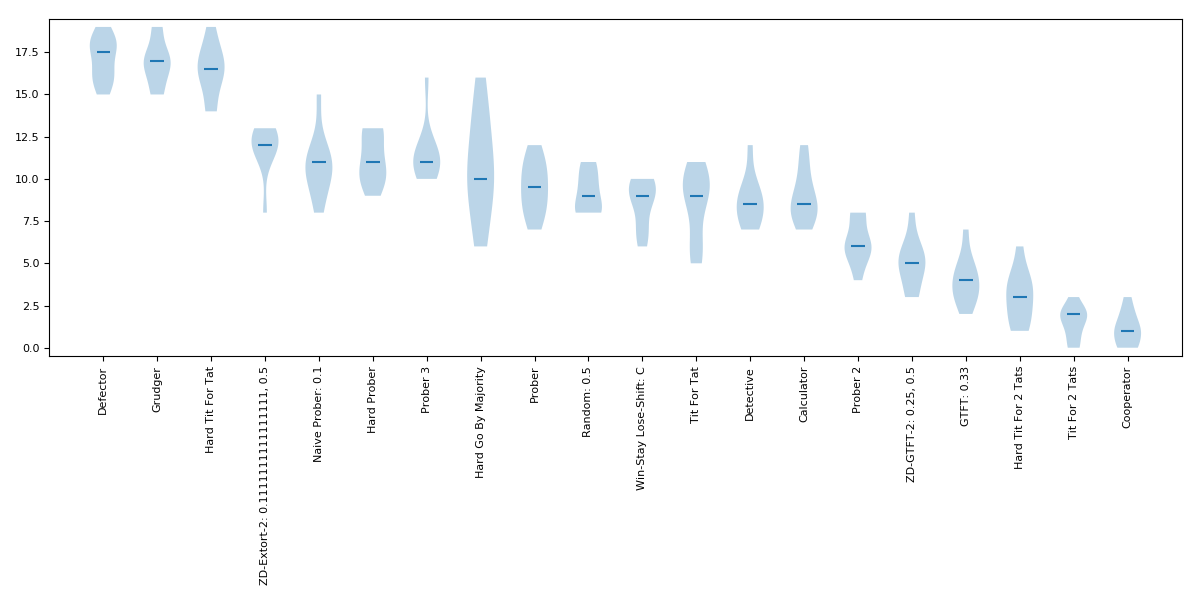 17.5
15.0
12.5
10.0
7.5
5.0
2.5
0.0
Defector
Grudger
Hard Tit For Tat
ZD-Extort-2: 0.1111111111111111, 0.5
Naive Prober: 0.1
Hard Prober
Prober 3
Hard Go By Majority
Prober
Random: 0.5
Win-Stay Lose-Shift: C
Tit For Tat
Detective
Calculator
Prober 2
ZD-GTFT-2: 0.25, 0.5
GTFT: 0.33
Hard Tit For 2 Tats
Tit For 2 Tats
Cooperator